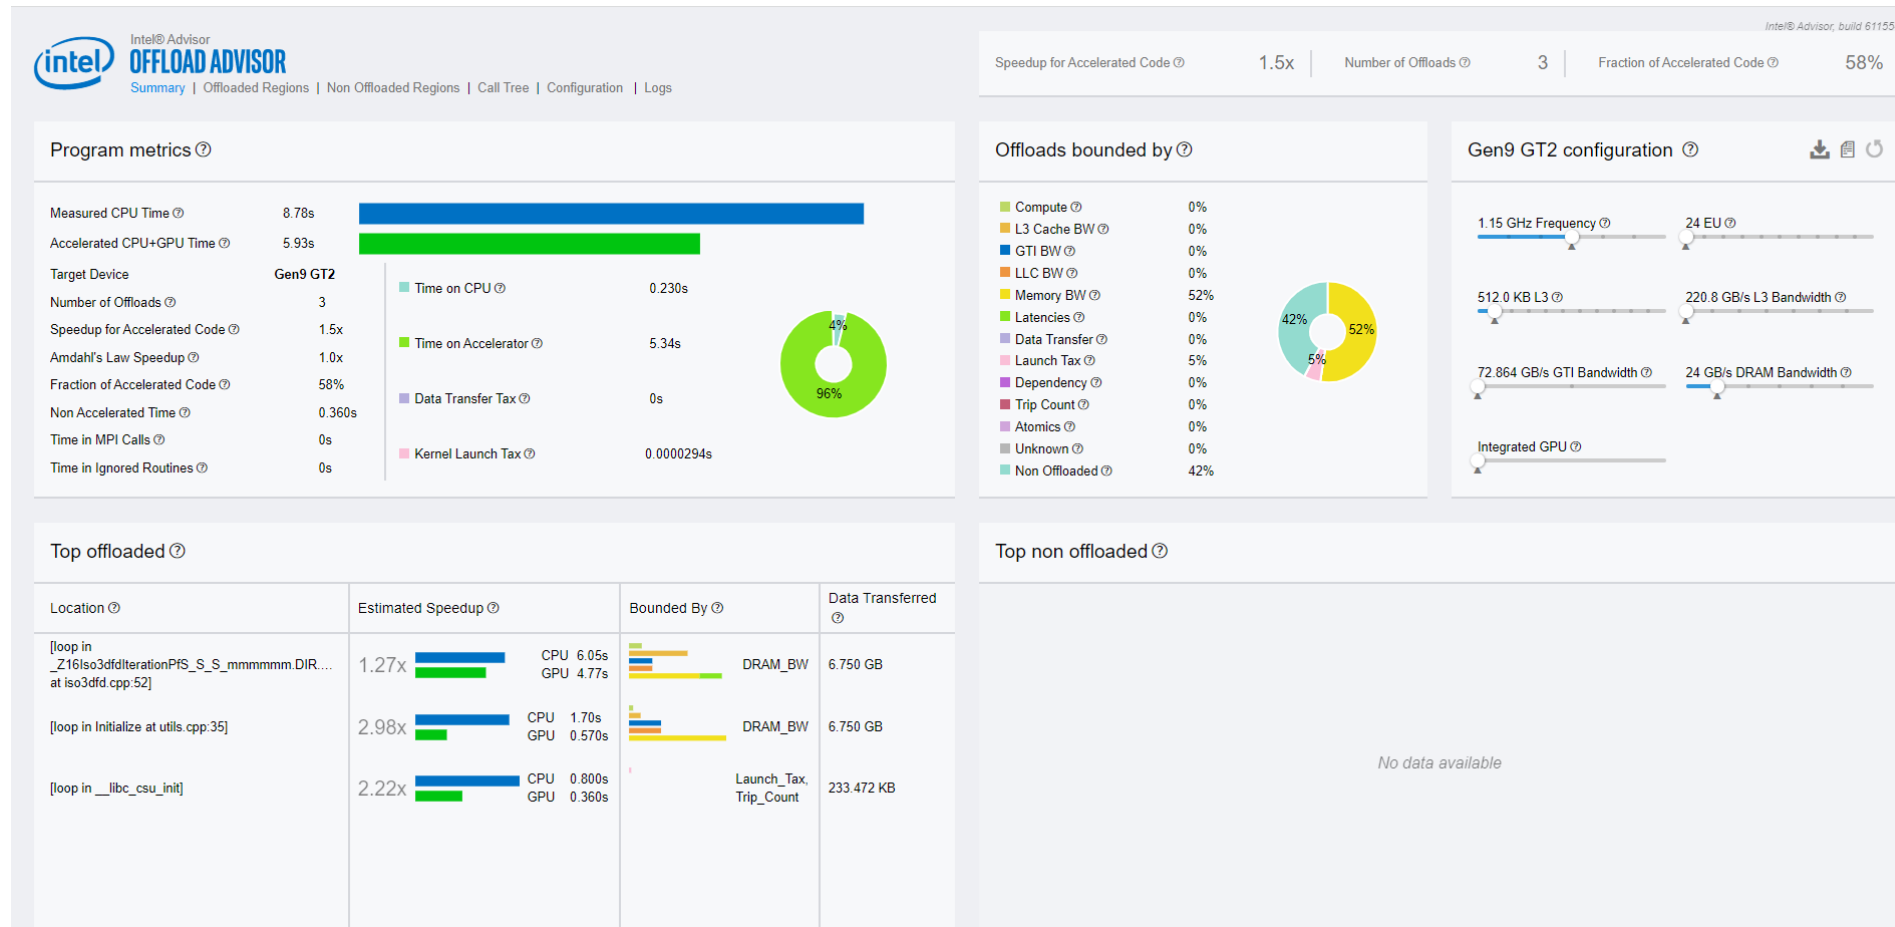 Intel® Advisor, build 61155
intel
Intel® Advisor
OFFLOAD ADVISOR
Summary | Offloaded Regions | Non Offloaded Regions | Call Tree | Configuration | Logs
Speedup for Accelerated Code 1.5x | Number of Offloads 3 | Fraction of Accelerated Code 58%
Program metrics
Measured CPU Time 8.78s
Accelerated CPU+GPU Time 5.93s
Target Device Gen9 GT2
Number of Offloads 3
Speedup for Accelerated Code 1.5x
Amdahl's Law Speedup 1.0x
Fraction of Accelerated Code 58%
Non Accelerated Time 0.360s
Time in MPI Calls 0s
Time in Ignored Routines 0s
Time on CPU 0.230s
Time on Accelerator 5.34s
Data Transfer Tax 0s
Kernel Launch Tax 0.0000294s
4%
96%
Offloads bounded by
Compute 0%
L3 Cache BW 0%
GTI BW 0%
LLC BW 0%
Memory BW 52%
Latencies 0%
Data Transfer 0%
Launch Tax 5%
Dependency 0%
Trip Count 0%
Atomics 0%
Unknown 0%
Non Offloaded 42%
42%
52%
5%
Gen9 GT2 configuration
1.15 GHz Frequency
24 EU
512.0 KB L3
220.8 GB/s L3 Bandwidth
72.864 GB/s GTI Bandwidth
24 GB/s DRAM Bandwidth
Integrated GPU
Top offloaded
Location
Estimated Speedup
Bounded By
Data Transferred
[loop in
_Z16Iso3dfdIterationPfS_S_S_mmmmmm.DIR....
at iso3dfd.cpp:52]
1.27x
CPU 6.05s
GPU 4.77s
DRAM_BW
6.750 GB
[loop in Initialize at utils.cpp:35]
2.98x
CPU 1.70s
GPU 0.570s
DRAM_BW
6.750 GB
[loop in __libc_csu_init]
2.22x
CPU 0.800s
GPU 0.360s
Launch_Tax,
Trip_Count
233.472 KB
Top non offloaded
No data available